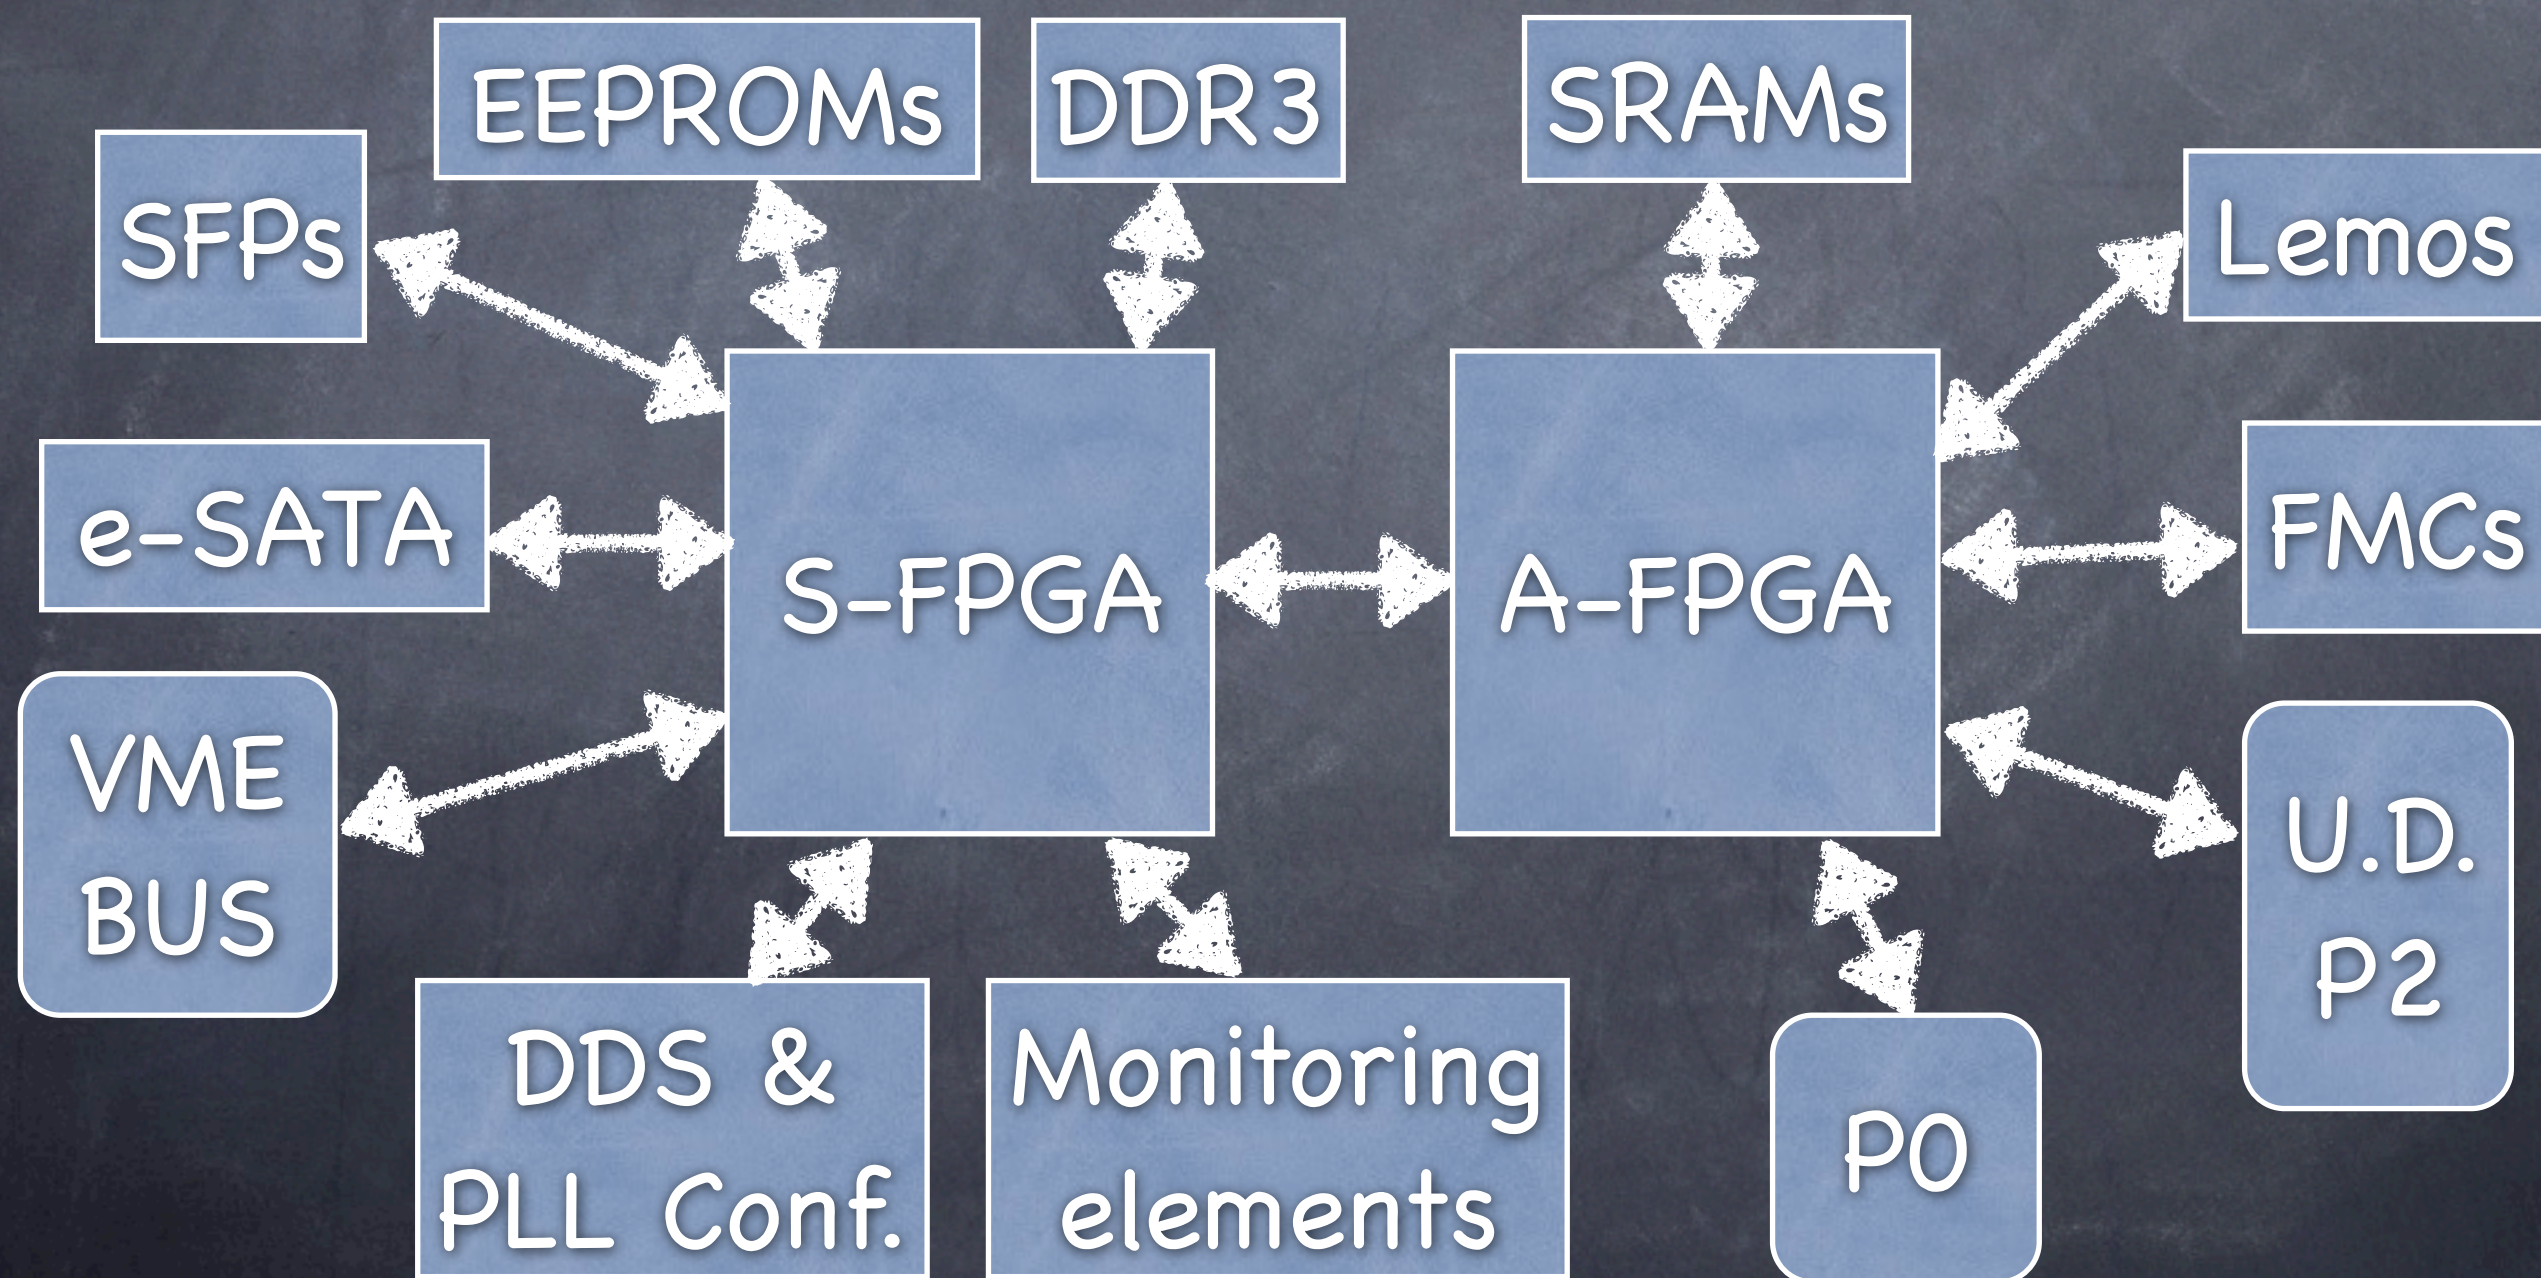 EEPROMs
DDR3
SRAMs
SFPs
Lemos
e-SATA
FMCs
S-FPGA
A-FPGA
VME
BUS
U.D.
P2
DDS &
PLL Conf.
Monitoring
elements
P0